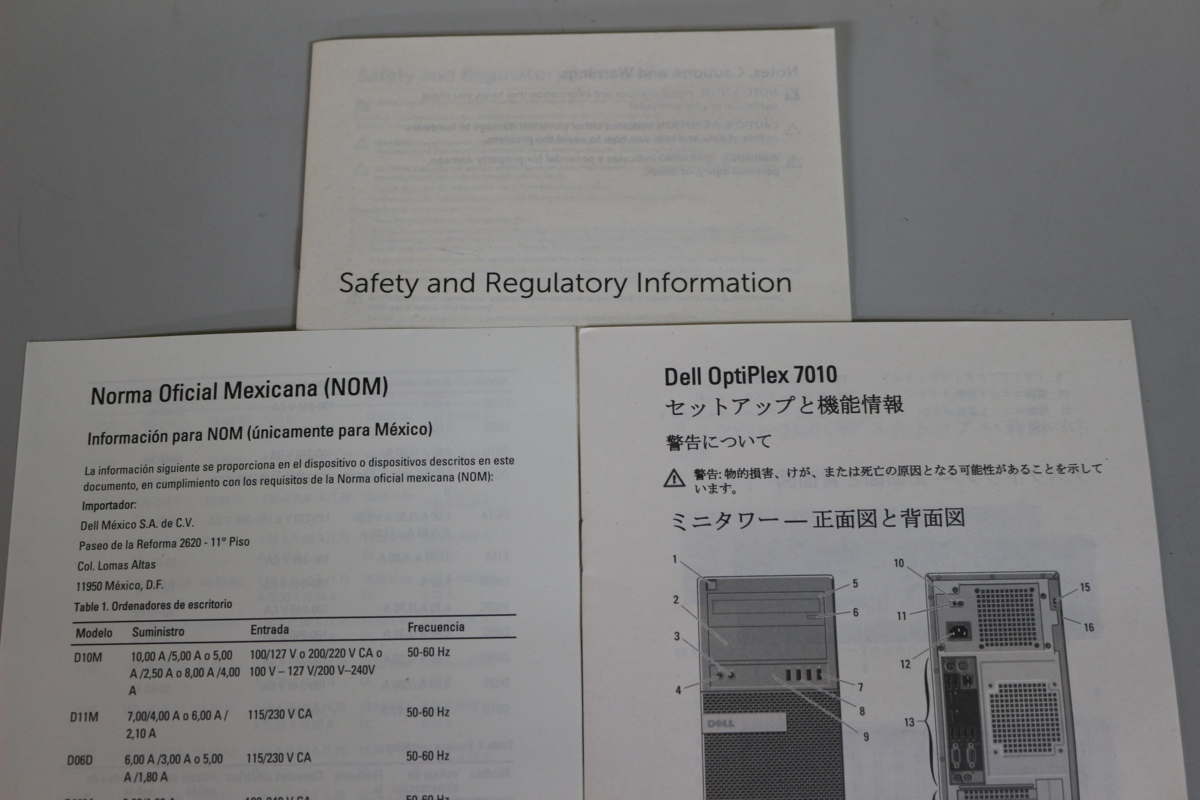 Safety and Regulatory Information
Norma Oficial Mexicana (NOM)
Información para NOM (únicamente para México)
La información siguiente se proporciona en el dispositivo o dispositivos descritos en este
documento, en cumplimiento con los requisitos de la Norma oficial mexicana (NOM):
Importador:
Dell México S.A. de C.V.
Paseo de la Reforma 2620 - 11° Piso
Col. Lomas Altas
11950 México, D.F.
Table 1. Ordenadores de escritorio
Modelo Suministro Entrada Frecuencia
D10M 10,00 A /5,00 A o 5,00 100/127 V o 200/220 V CA o 50-60 Hz
A /2,50 A o 8,00 A /4,00 100 V – 127 V/200 V–240V
A
D11M 7,00/4,00 A o 6,00 A / 115/230 V CA 50-60 Hz
2,10 A
D06D 6,00 A /3,00 A o 5,00 115/230 V CA 50-60 Hz
A /1,80 A
Dell OptiPlex 7010
セットアップと機能情報
警告について
警告: 物的損害、けが、または死亡の原因となる可能性があることを示して
います。
ミニタワー — 正面図と背面図
1
2
3
4
5
6
7
8
9
DELL
10
11
12
13
15
16